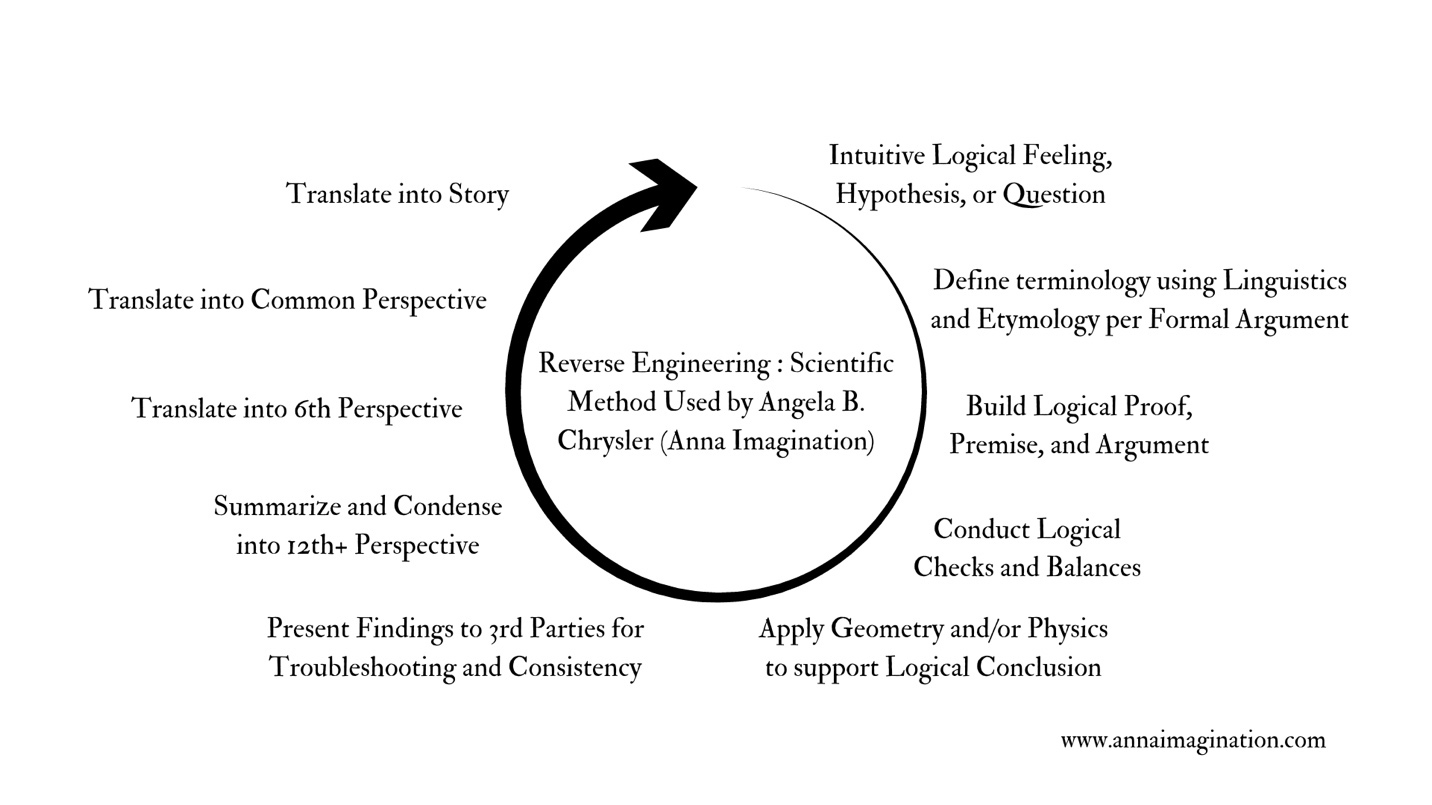 Intuitive Logical Feeling,
Hypothesis, or Question
Define terminology using Linguistics
and Etymology per Formal Argument
Build Logical Proof,
Premise, and Argument
Conduct Logical
Checks and Balances
Apply Geometry and/or Physics
to support Logical Conclusion
Present Findings to 3rd Parties for
Troubleshooting and Consistency
Summarize and Condense
into 12th+ Perspective
Translate into 6th Perspective
Translate into Common Perspective
Translate into Story
Reverse Engineering : Scientific
Method Used by Angela B.
Chrysler (Anna Imagination)
www.annaimagination.com